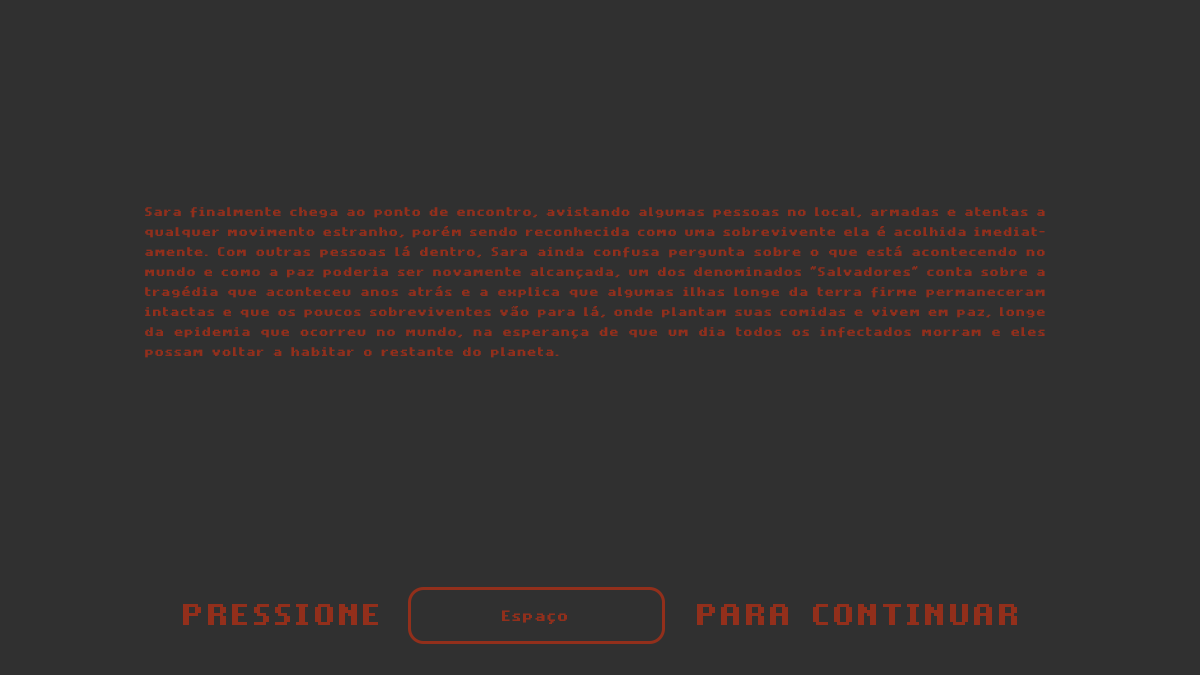 Sara finalmente chega ao ponto de encontro, avistando algumas pessoas no local, armadas e atentas a
qualquer movimento estranho, porém sendo reconhecida como uma sobrevivente ela é acolhida imediat-
amente. Com outras pessoas lá dentro, Sara ainda confusa pergunta sobre o que está acontecendo no
mundo e como a paz poderia ser novamente alcançada, um dos denominados "Salvadores" conta sobre a
tragédia que aconteceu anos atrás e a explica que algumas ilhas longe da terra firme permaneceram
intactas e que os poucos sobreviventes vão para lá, onde plantam suas comidas e vivem em paz, longe
da epidemia que ocorreu no mundo, na esperança de que um dia todos os infectados morram e eles
possam voltar a habitar o restante do planeta.
PRESSIONE Espaço PARA CONTINUAR